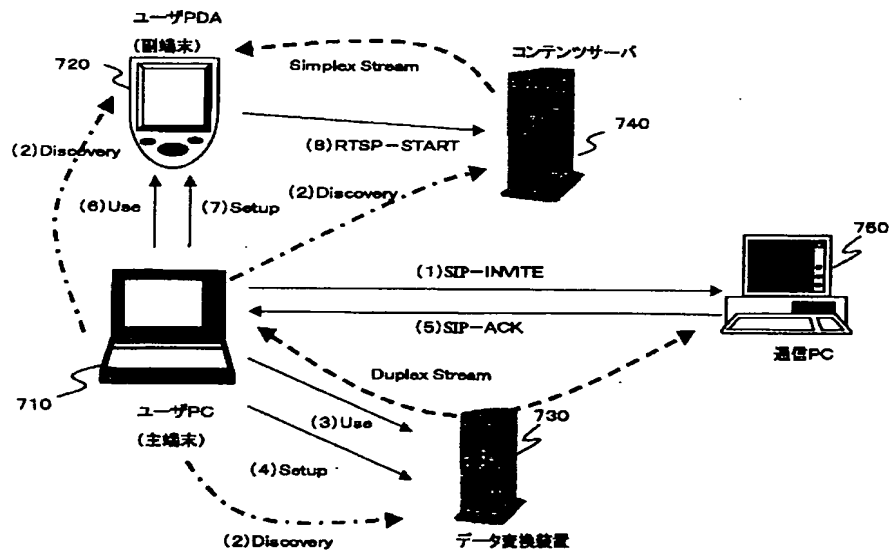 ユーザPDA
(副端末)
720
Simplex Stream
コンテンツサーバ
740
(8)RTSP-START
(2)Discovery
(2)Discovery
(6)Use
(7)Setup
750
(1)SIP-INVITE
(5)SIP-ACK
通信PC
Duplex Stream
710
ユーザPC
(主端末)
(3)Use
730
(4)Setup
(2)Discovery
データ変換装置